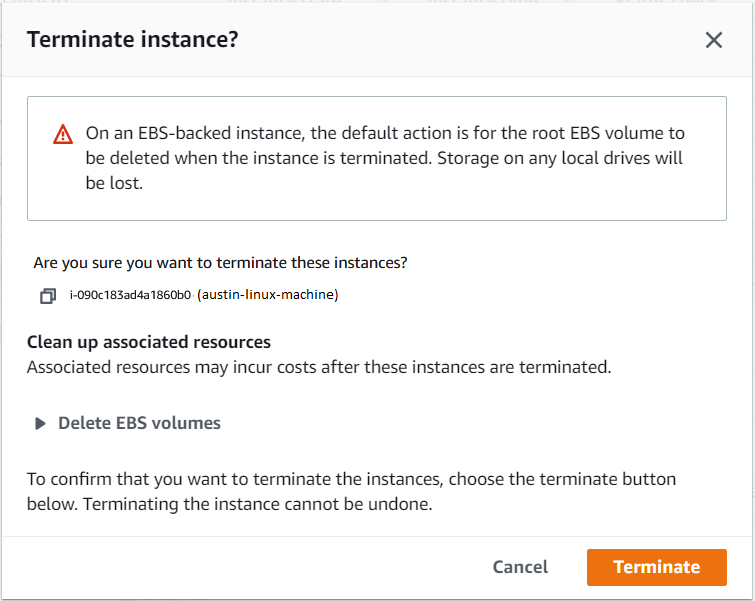 Terminate instance?
On an EBS-backed instance, the default action is for the root EBS volume to
be deleted when the instance is terminated. Storage on any local drives will
be lost.
Are you sure you want to terminate these instances?
i-090c183ad4a1860b0 (austin-linux-machine)
Clean up associated resources
Associated resources may incur costs after these instances are terminated.
Delete EBS volumes
To confirm that you want to terminate the instances, choose the terminate button
below. Terminating the instance cannot be undone.
Cancel
Terminate